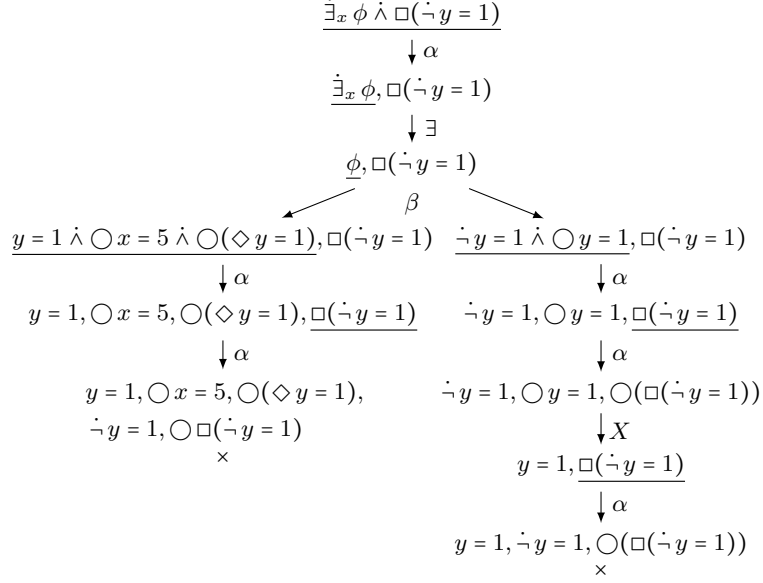 ∃̇ₓ ϕ ∧̇ □(¬̇ y = 1)
α
∃̇ₓ ϕ, □(¬̇ y = 1)
∃
ϕ, □(¬̇ y = 1)
β
y = 1 ∧̇ ◯ x = 5 ∧̇ ◯(◇ y = 1), □(¬̇ y = 1)
¬̇ y = 1 ∧̇ ◯ y = 1, □(¬̇ y = 1)
α
α
y = 1, ◯ x = 5, ◯(◇ y = 1), □(¬̇ y = 1)
¬̇ y = 1, ◯ y = 1, □(¬̇ y = 1)
α
α
y = 1, ◯ x = 5, ◯(◇ y = 1),
¬̇ y = 1, ◯ □(¬̇ y = 1)
×
¬̇ y = 1, ◯ y = 1, ◯(□(¬̇ y = 1))
X
y = 1, □(¬̇ y = 1)
α
y = 1, ¬̇ y = 1, ◯(□(¬̇ y = 1))
×